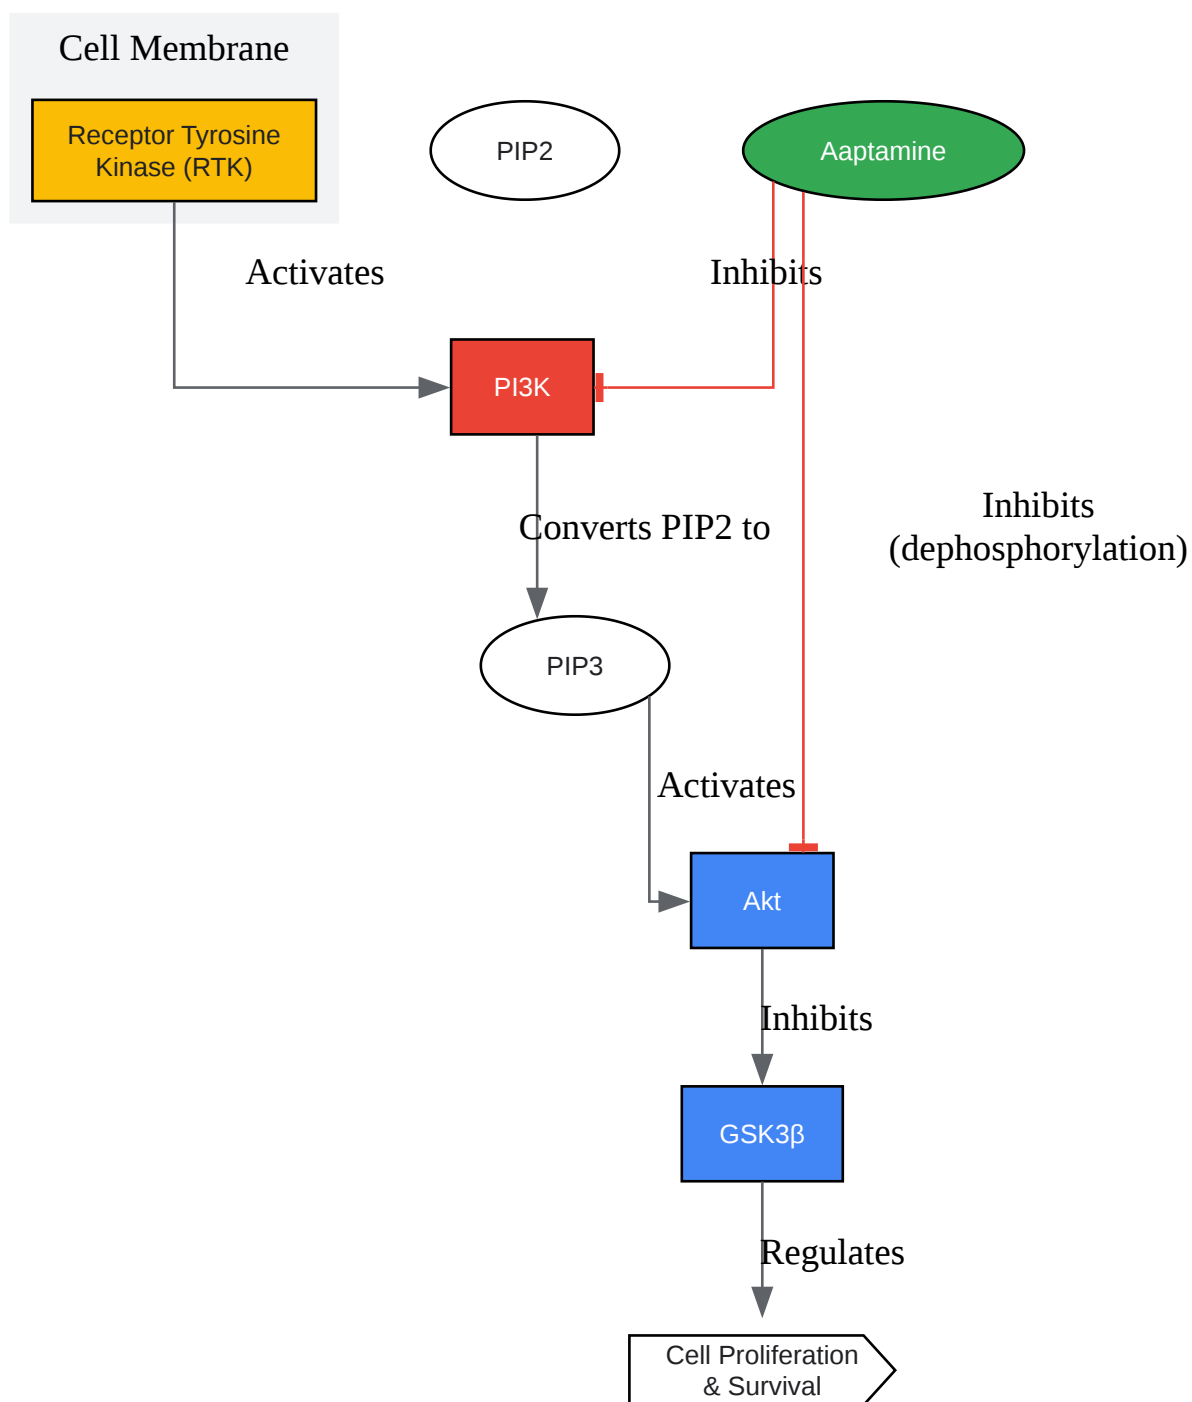 Cell Membrane
Receptor Tyrosine
Kinase (RTK)
PIP2
Aaptamine
Activates
Inhibits
PI3K
Inhibits
(dephosphorylation)
Converts PIP2 to
PIP3
Activates
Akt
Inhibits
GSK3β
Regulates
Cell Proliferation
& Survival